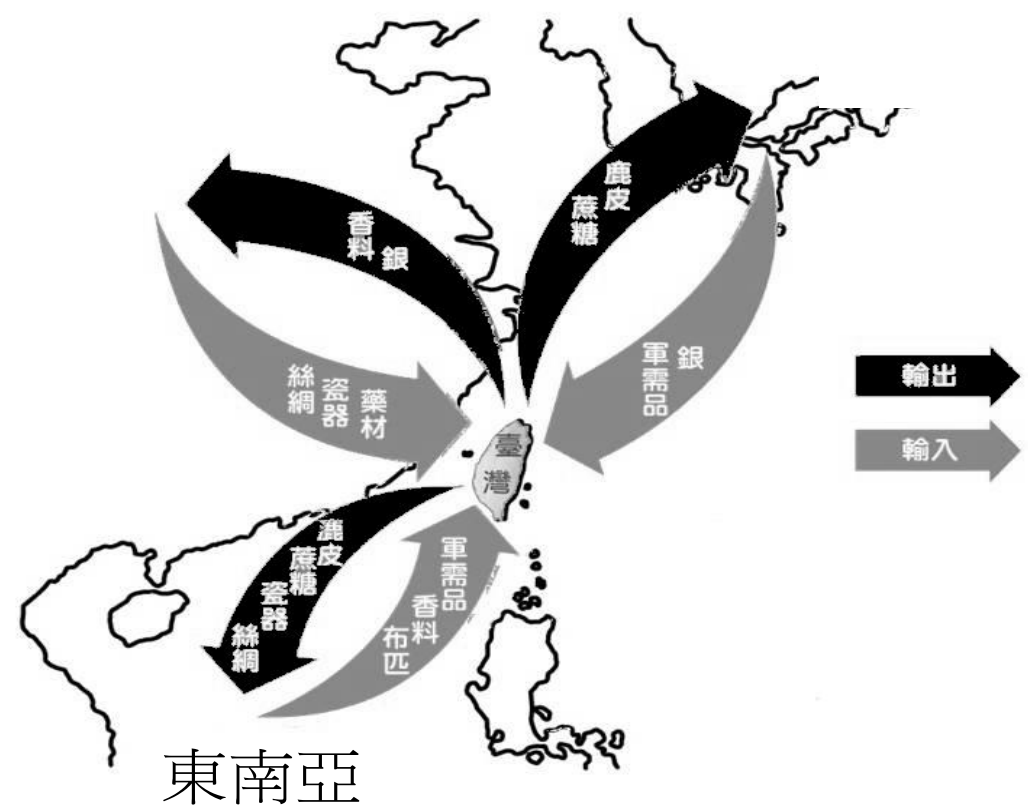 鹿皮
蔗糖
香料
銀
銀
軍需品
輸出
絲綢
瓷器
藥材
輸入
臺灣
鹿皮
蔗糖
瓷器
絲綢
軍需品
香料
布匹
東南亞